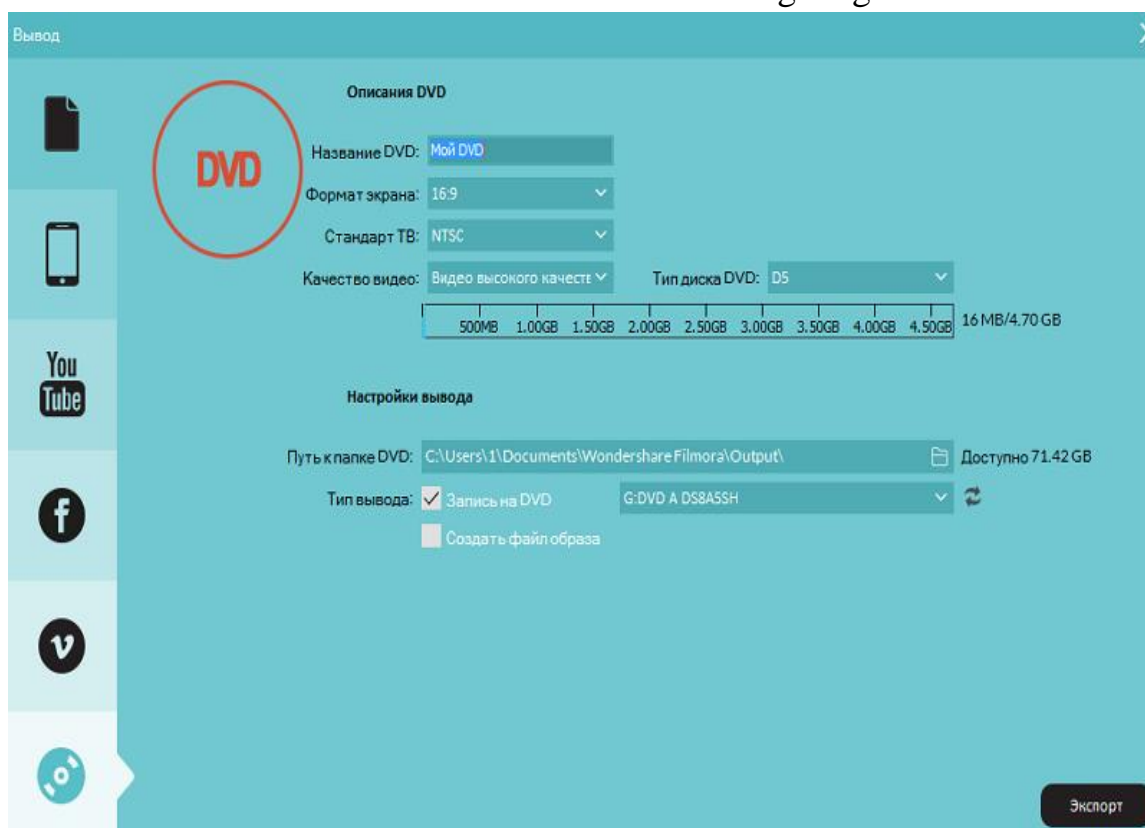 Вывод
Описания DVD
DVD
Название DVD: Мой DVD
Формат экрана: 16:9
Стандарт ТВ: NTSC
Качество видео: Видео высокого качеств Тип диска DVD: D5
500MB 1.00GB 1.50GB 2.00GB 2.50GB 3.00GB 3.50GB 4.00GB 4.50GB 16 MB/4.70 GB
You
Tube
Настройки вывода
Путь к папке DVD: C:\Users\1\Documents\Wondershare Filmora\Output\ Доступно 71.42 GB
Тип вывода: Запись на DVD G:DVD A DS8A5SH
Создать файл образа
Экспорт